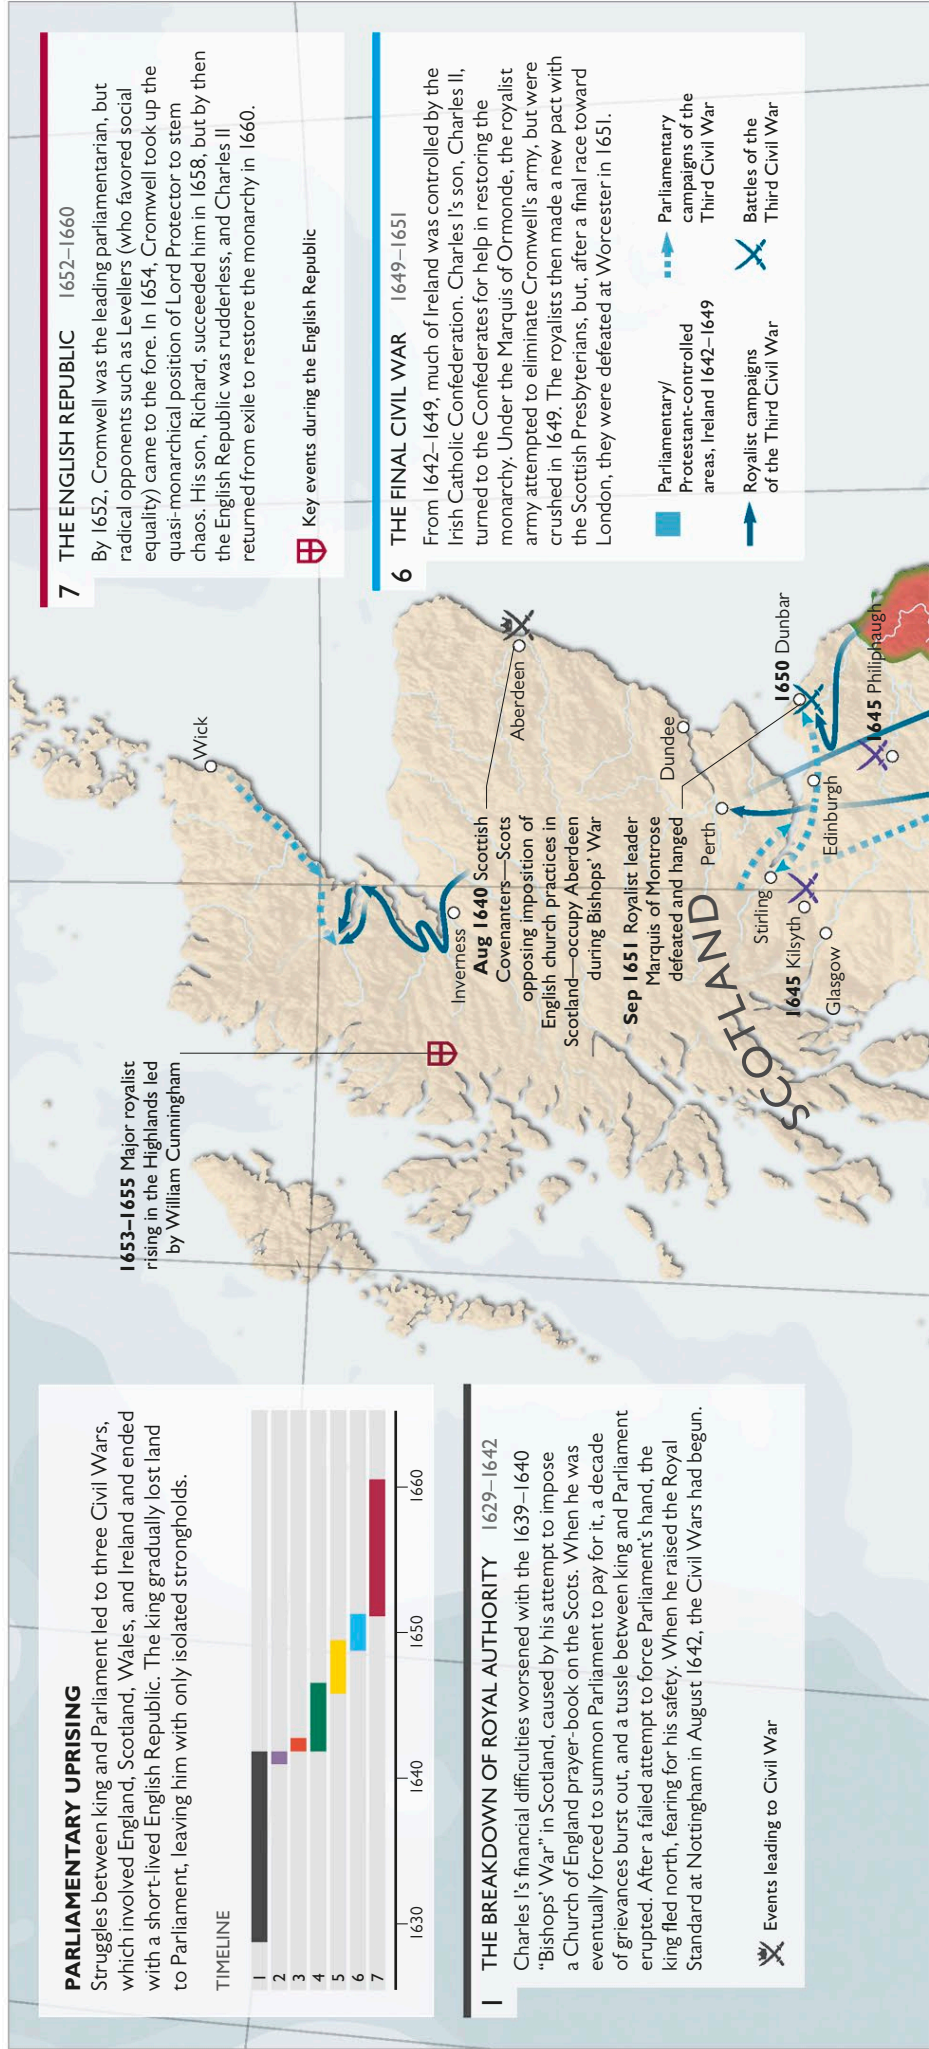 PARLIAMENTARY UPRISING
Struggles between king and Parliament led to three Civil Wars,
which involved England, Scotland, Wales, and Ireland and ended
with a short-lived English Republic. The king gradually lost land
to Parliament, leaving him with only isolated strongholds.
TIMELINE
1
2
3
4
5
6
7
1630
1640
1650
1660
1 THE BREAKDOWN OF ROYAL AUTHORITY 1629–1642
Charles I’s financial difficulties worsened with the 1639–1640
“Bishops’ War” in Scotland, caused by his attempt to impose
a Church of England prayer-book on the Scots. When he was
eventually forced to summon Parliament to pay for it, a decade
of grievances burst out, and a tussle between king and Parliament
erupted. After a failed attempt to force Parliament’s hand, the
king fled north, fearing for his safety. When he raised the Royal
Standard at Nottingham in August 1642, the Civil Wars had begun.
Events leading to Civil War
1653–1655 Major royalist
rising in the Highlands led
by William Cunningham
Wick
Inverness
Aug 1640 Scottish
Covenanters—Scots
opposing imposition of
English church practices in
Scotland—occupy Aberdeen
during Bishops’ War
Aberdeen
Sep 1651 Royalist leader
Marquis of Montrose
defeated and hanged
SCOTLAND
Dundee
Perth
Stirling
1645 Kilsyth
Glasgow
Edinburgh
1650 Dunbar
1645 Philiphaugh
7 THE ENGLISH REPUBLIC 1652–1660
By 1652, Cromwell was the leading parliamentarian, but
radical opponents such as Levellers (who favored social
equality) came to the fore. In 1654, Cromwell took up the
quasi-monarchical position of Lord Protector to stem
chaos. His son, Richard, succeeded him in 1658, but by then
the English Republic was rudderless, and Charles II
returned from exile to restore the monarchy in 1660.
Key events during the English Republic
6 THE FINAL CIVIL WAR 1649–1651
From 1642–1649, much of Ireland was controlled by the
Irish Catholic Confederation. Charles I’s son, Charles II,
turned to the Confederates for help in restoring the
monarchy. Under the Marquis of Ormonde, the royalist
army attempted to eliminate Cromwell’s army, but were
crushed in 1649. The royalists then made a new pact with
the Scottish Presbyterians, but, after a final race toward
London, they were defeated at Worcester in 1651.
Parliamentary/
Protestant-controlled
areas, Ireland 1642–1649
Parliamentary
campaigns of the
Third Civil War
Royalist campaigns
of the Third Civil War
Battles of the
Third Civil War